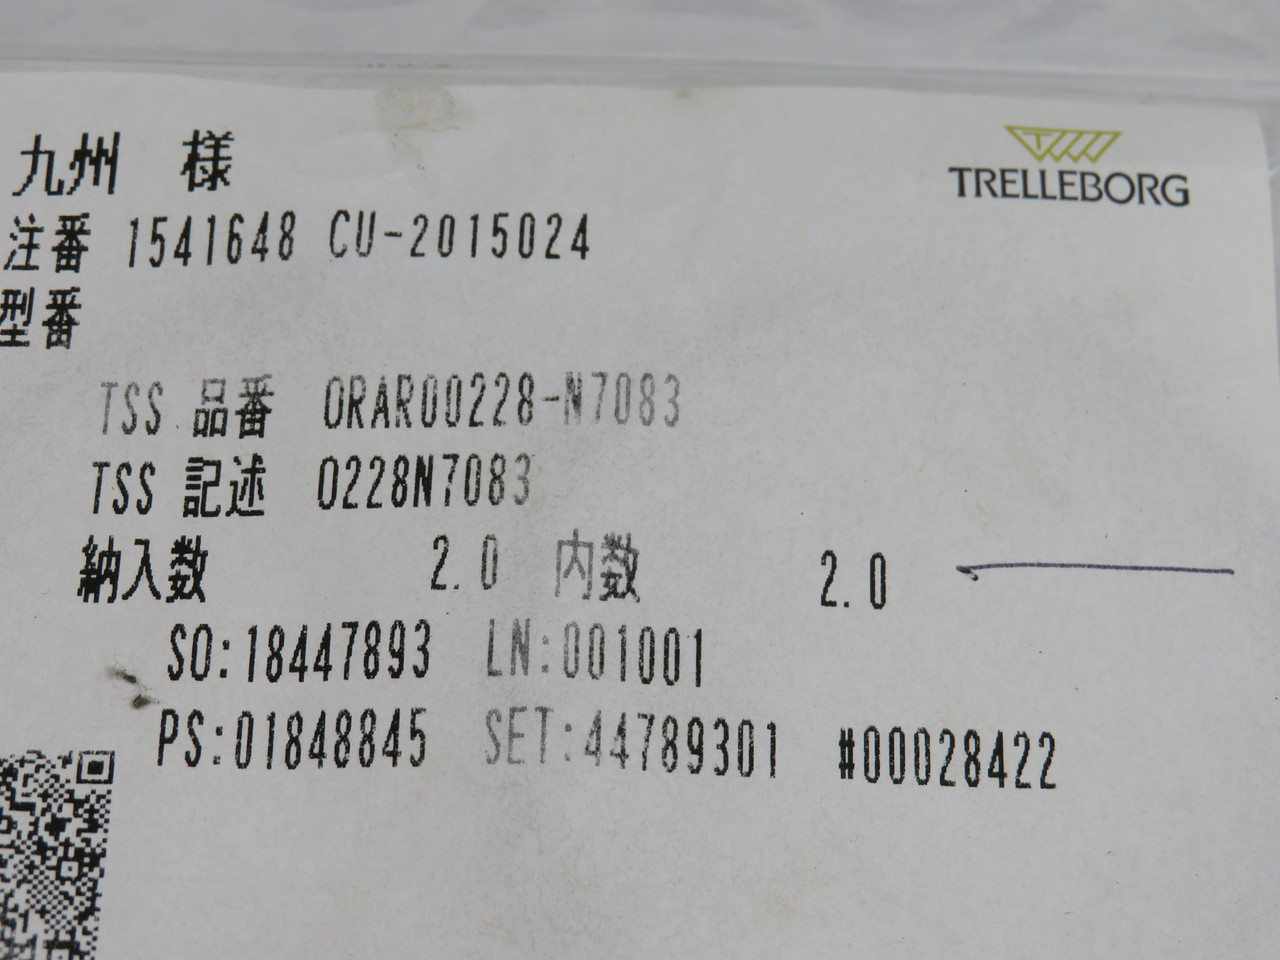 九州 様
TRELLEBORG
注番 1541648 CU-2015024
型番
TSS 品番 ORAR00228-N7083
TSS 記述 0228N7083
納入数 2.0 内数 2.0
SO:18447893 LN:001001
PS:01848845 SET:44789301 #00028422